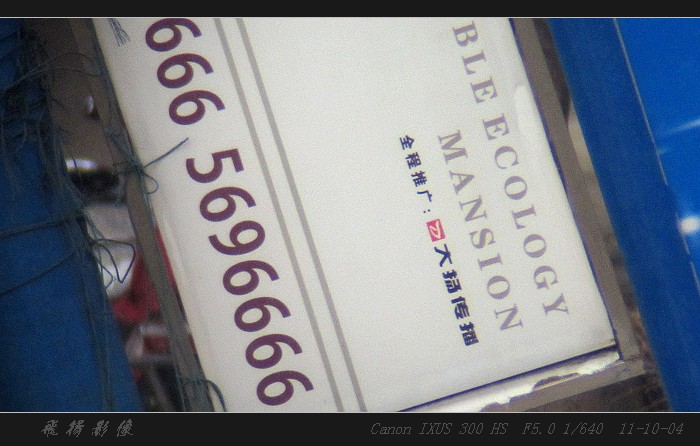 BLE ECOLOGY
MANSION
全程推广：大扬传播
666 5696666
飛揚影像
Canon IXUS 300 HS F5.0 1/640 11-10-04